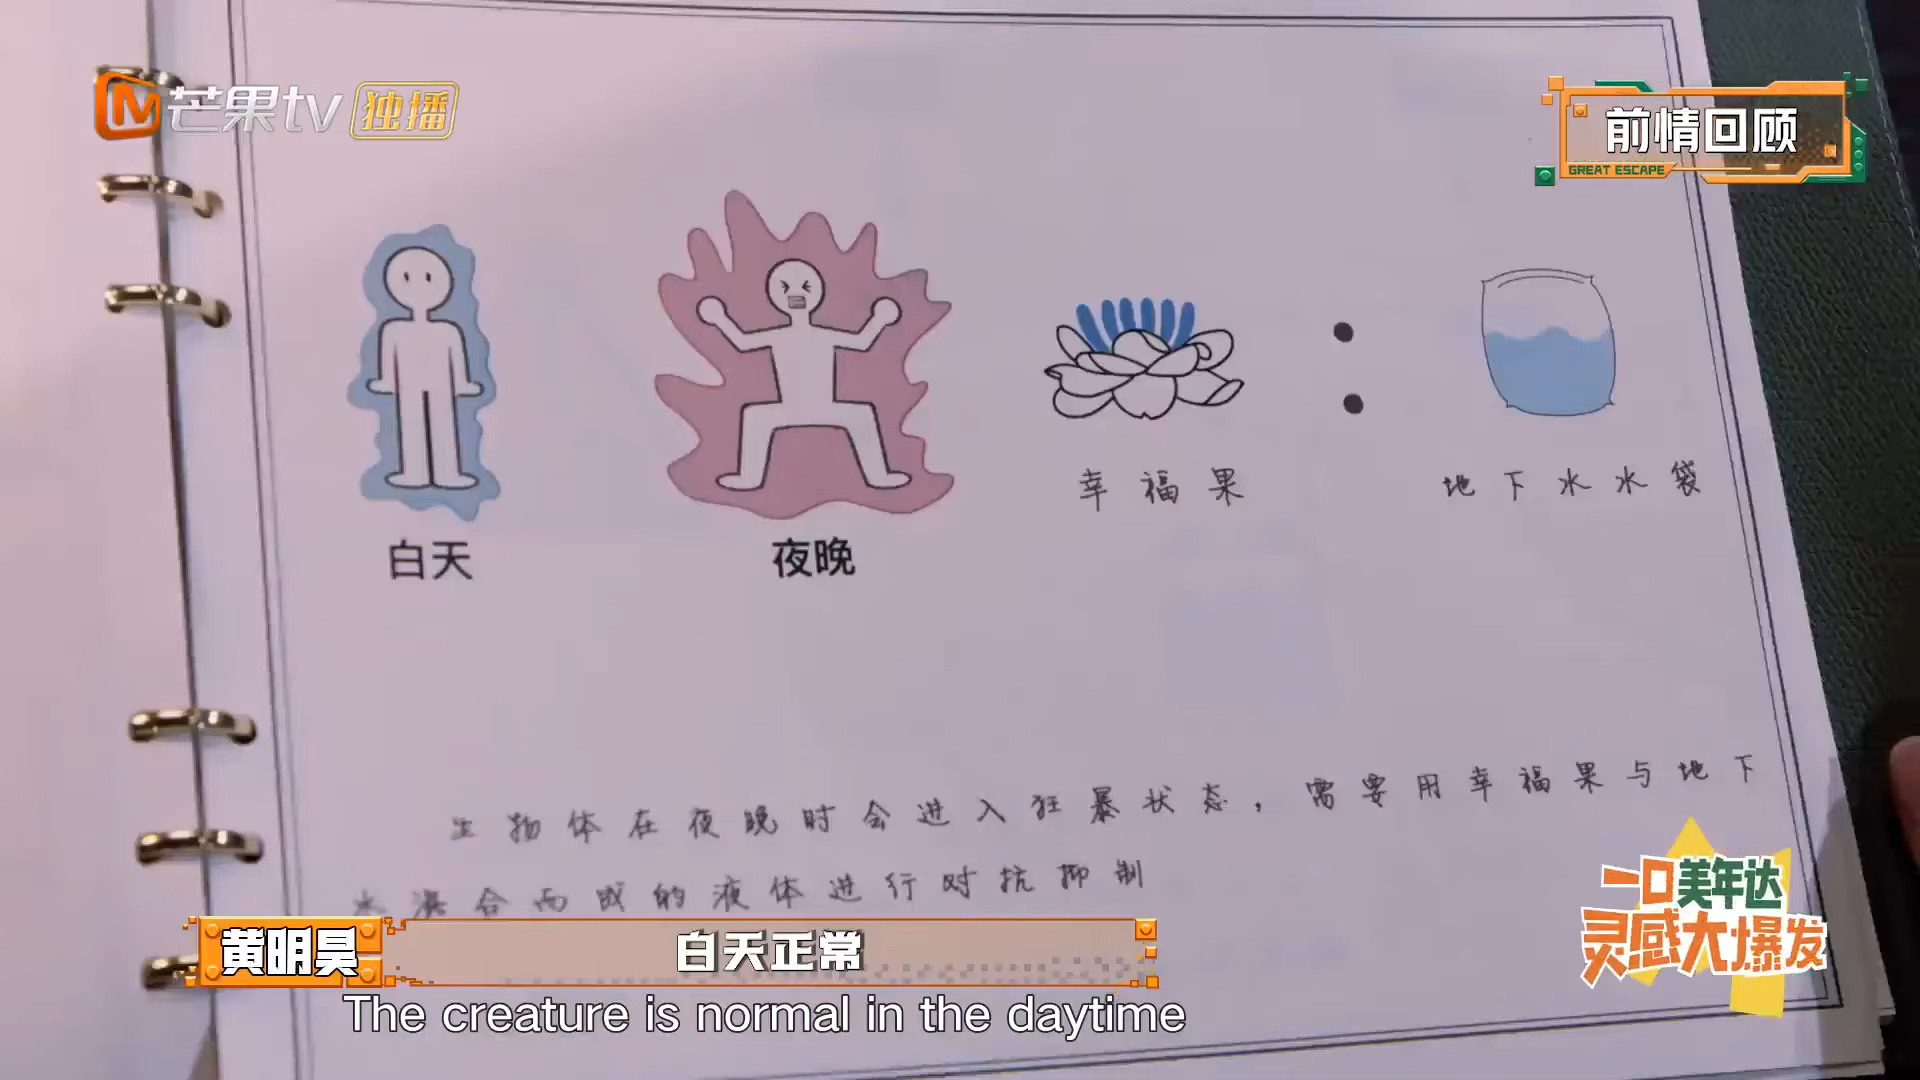 芒果tv 独播
前情回顾
GREAT ESCAPE
幸福果
地下水水袋
白天
夜晚
生物体在夜晚时会进入狂暴状态，需要用幸福果与地下
水混合而成的液体进行对抗抑制
一口美年达
灵感大爆发
黄明昊
白天正常
The creature is normal in the daytime